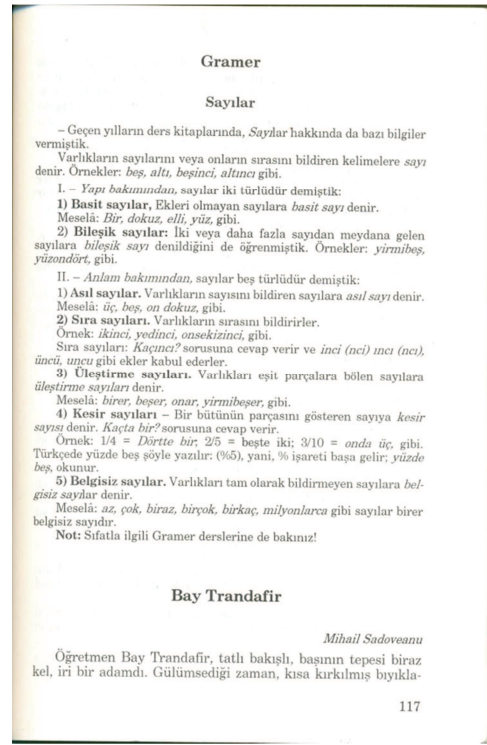 Gramer
Sayılar
– Geçen yılların ders kitaplarında, Sayılar hakkında da bazı bilgiler
vermiştik.
Varlıkların sayılarını veya onların sırasını bildiren kelimelere sayı
denir. Örnekler: beş, altı, beşinci, altıncı gibi.
I. – Yapı bakımından, sayılar iki türlüdür demiştik:
1) Basit sayılar, Ekleri olmayan sayılara basit sayı denir.
Meselâ: Bir, dokuz, elli, yüz, gibi.
2) Bileşik sayılar: İki veya daha fazla sayıdan meydana gelen
sayılara bileşik sayı denildiğini de öğrenmiştik. Örnekler: yirmibeş,
yüzondört, gibi.
II. – Anlam bakımından, sayılar beş türlüdür demiştik:
1) Asıl sayılar. Varlıkların sayısını bildiren sayılara asıl sayı denir.
Meselâ: üç, beş, on dokuz, gibi.
2) Sıra sayıları. Varlıkların sırasını bildirirler.
Örnek: ikinci, yedinci, onsekizinci, gibi.
Sıra sayıları: Kaçıncı? sorusuna cevap verir ve inci (nci) ıncı (ncı),
üncü, uncu gibi ekler kabul ederler.
3) Üleştirme sayıları. Varlıkları eşit parçalara bölen sayılara
üleştirme sayıları denir.
Meselâ: birer, beşer, onar, yirmibeşer, gibi.
4) Kesir sayıları – Bir bütünün parçasını gösteren sayıya kesir
sayısı denir. Kaçta bir? sorusuna cevap verir.
Örnek: 1/4 = Dörtte bir, 2/5 = beşte iki; 3/10 = onda üç, gibi.
Türkçede yüzde beş şöyle yazılır: (%5), yani, % işareti başa gelir; yüzde
beş, okunur.
5) Belgisiz sayılar. Varlıkları tam olarak bildirmeyen sayılara bel-
gisiz sayılar denir.
Meselâ: az, çok, biraz, birçok, birkaç, milyonlarca gibi sayılar birer
belgisiz sayıdır.
Not: Sıfatla ilgili Gramer derslerine de bakınız!
Bay Trandafir
Mihail Sadoveanu
Öğretmen Bay Trandafir, tatlı bakışlı, başının tepesi biraz
kel, iri bir adamdı. Gülümsediği zaman, kısa kırkılmış bıyıkla-
117